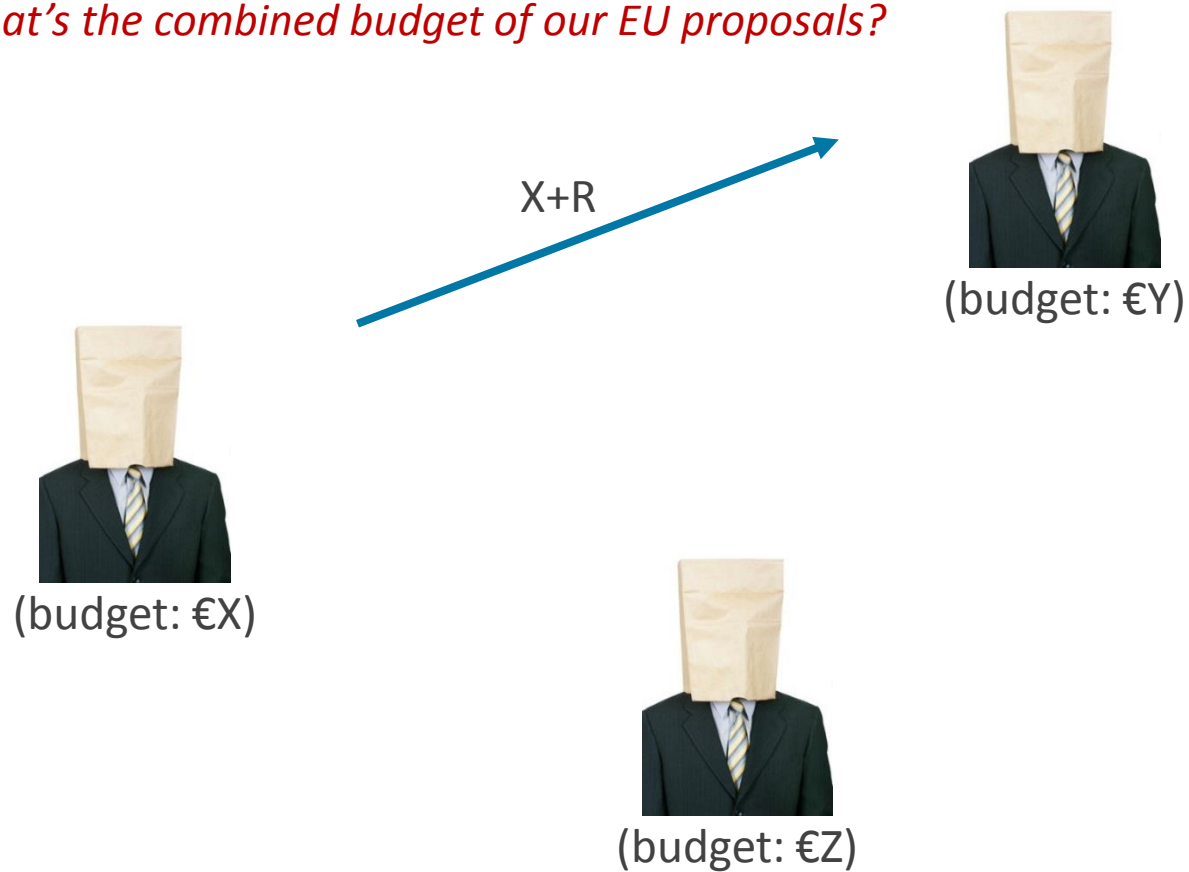 at’s the combined budget of our EU proposals?
X+R
(budget: €Y)
(budget: €X)
(budget: €Z)